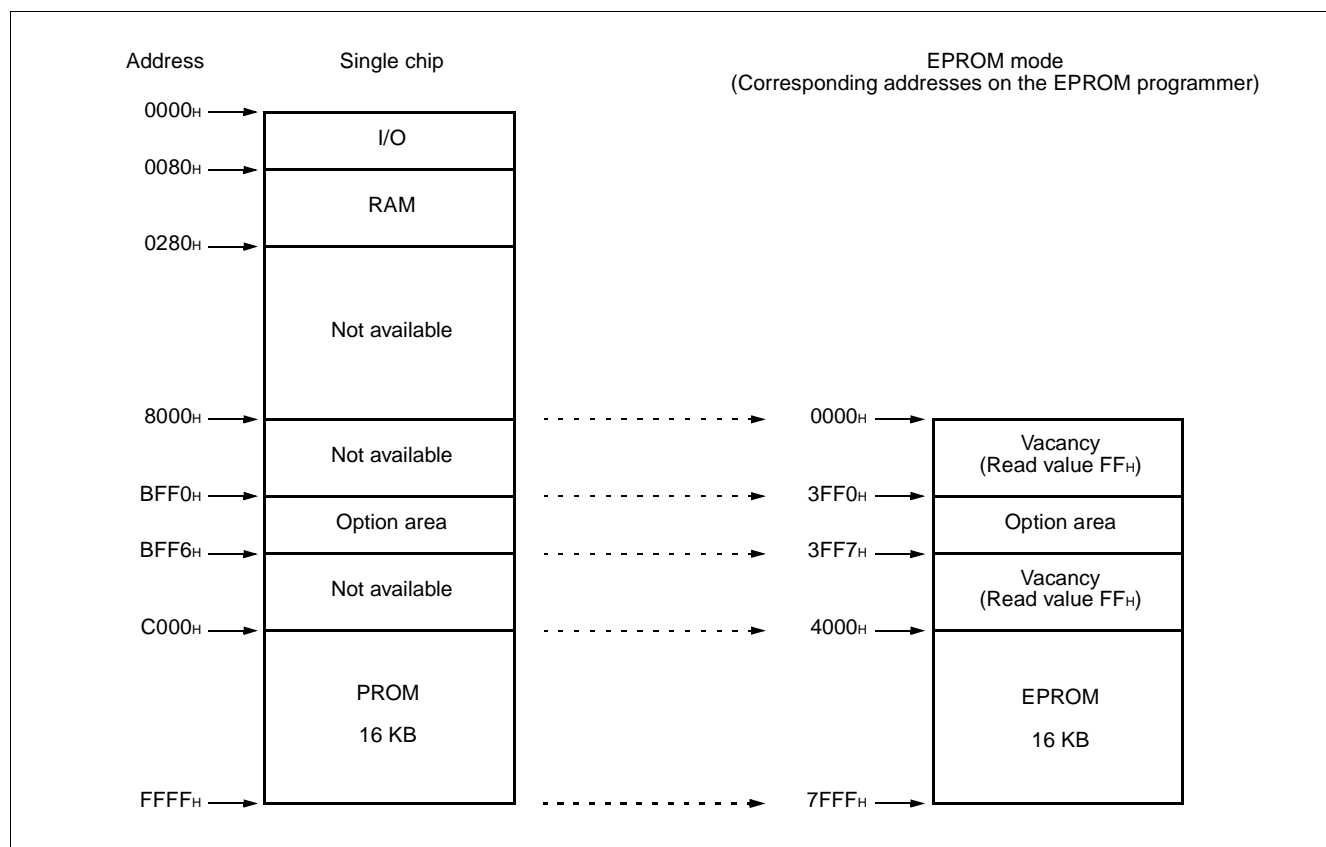 Address Single chip EPROM mode
(Corresponding addresses on the EPROM programmer)
0000H
I/O
0080H
RAM
0280H
Not available
8000H 0000H
Not available Vacancy
(Read value FFH)
BFF0H 3FF0H
Option area Option area
BFF6H 3FF7H
Not available Vacancy
(Read value FFH)
C000H 4000H
PROM EPROM
16 KB 16 KB
FFFFH 7FFFH